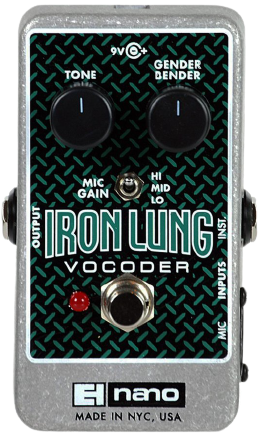 9V +
TONE
GENDER
BENDER
MIC
GAIN
HI
MID
LO
OUTPUT
IRON LUNG
INST.
VOCODER
MIC INPUTS
EH nano
MADE IN NYC, USA